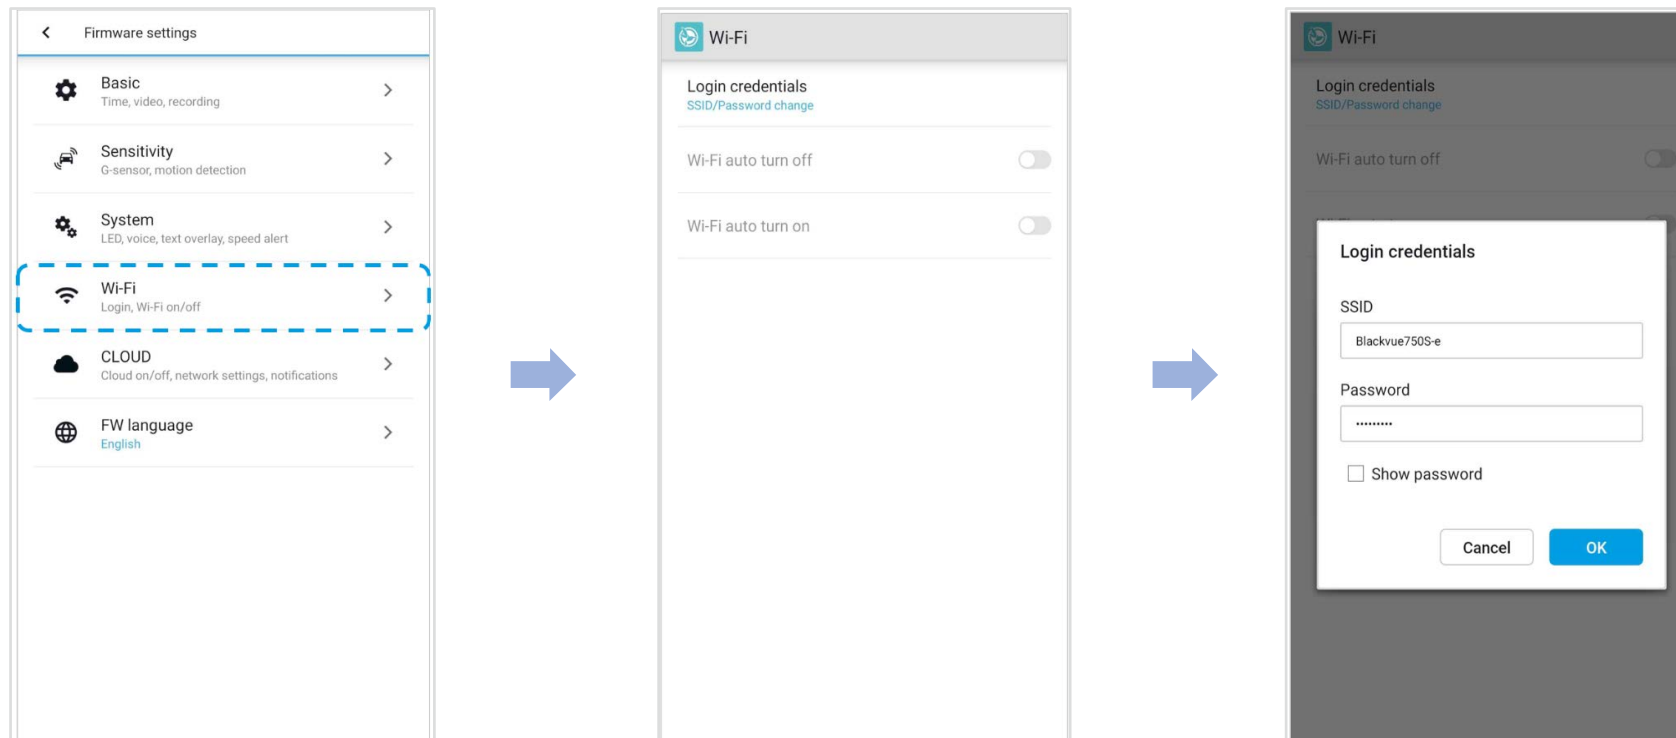 Firmware settings
Basic
Time, video, recording
Sensitivity
G-sensor, motion detection
System
LED, voice, text overlay, speed alert
Wi-Fi
Login, Wi-Fi on/off
CLOUD
Cloud on/off, network settings, notifications
FW language
English
Wi-Fi
Login credentials
SSID/Password change
Wi-Fi auto turn off
Wi-Fi auto turn on
Wi-Fi
Login credentials
SSID/Password change
Wi-Fi auto turn off
Login credentials
SSID
Blackvue750S-e
Password
•••••••••
Show password
Cancel
OK